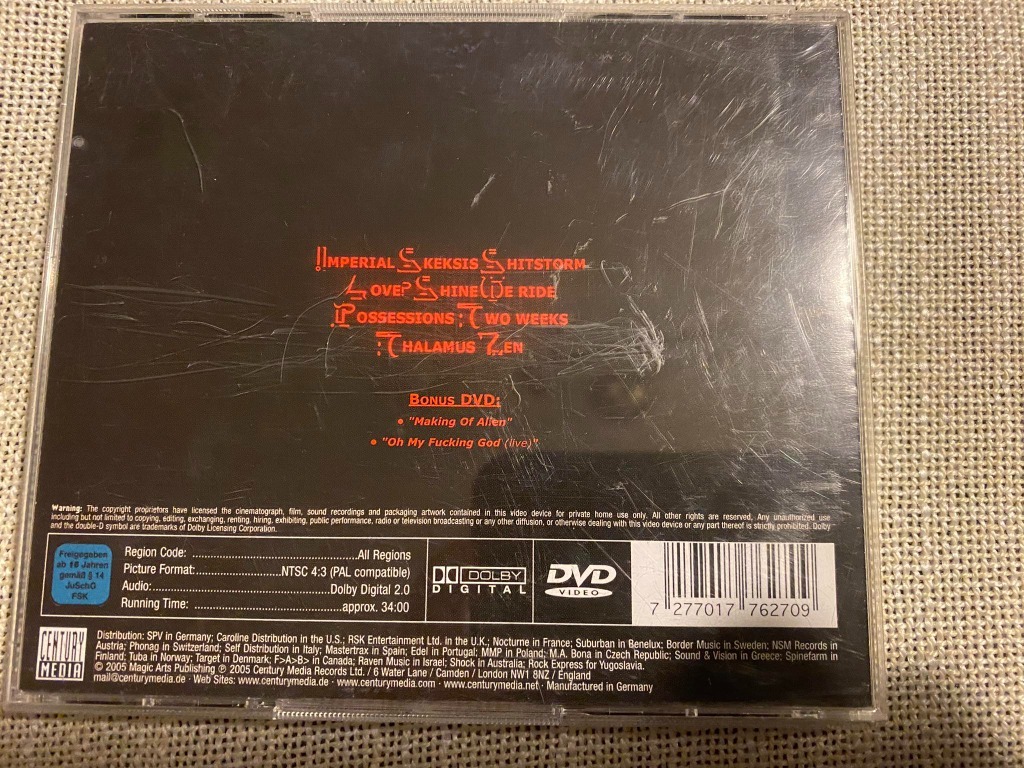 IMPERIAL SKEKSIS SHITSTORM
LOVE? SHINE WE RIDE
POSSESSIONS TWO WEEKS
THALAMUS ZEN
BONUS DVD:
• "Making Of Alien"
• "Oh My Fucking God (live)"
Warning: The copyright proprietors have licensed the cinematograph, film, sound recordings and packaging artwork contained in this video device for private home use only. All other rights are reserved, Any unauthorized use
including but not limited to copying, editing, exchanging, renting, hiring, exhibiting, public performance, radio or television broadcasting or any other diffusion, or otherwise dealing with this video device or any part thereof is strictly prohibited. Dolby
and the double-D symbol are trademarks of Dolby Licensing Corporation.
Freigegeben
ab 16 Jahren
gemäß § 14
JuSchG
FSK
Region Code: ...All Regions
Picture Format:...NTSC 4:3 (PAL compatible)
Audio:...Dolby Digital 2.0
Running Time: ...approx. 34:00
DOLBY
DIGITAL
DVD
VIDEO
7 277017 762709
CENTURY
MEDIA
Distribution: SPV in Germany; Caroline Distribution in the U.S.; RSK Entertainment Ltd. in the U.K.; Nocturne in France; Suburban in Benelux; Border Music in Sweden; NSM Records in
Austria; Phonag in Switzerland; Self Distribution in Italy; Mastertrax in Spain; Edel in Portugal; MMP in Poland; M.A. Bona in Czech Republic; Sound & Vision in Greece; Spinefarm in
Finland; Tuba in Norway; Target in Denmark; F>A>B> in Canada; Raven Music in Israel; Shock in Australia; Rock Express for Yugoslavia.
© 2005 Magic Arts Publishing ℗ 2005 Century Media Records Ltd. / 6 Water Lane / Camden / London NW1 8NZ / England
mail@centurymedia.de · Web Sites: www.centurymedia.de · www.centurymedia.com · www.centurymedia.net · Manufactured in Germany